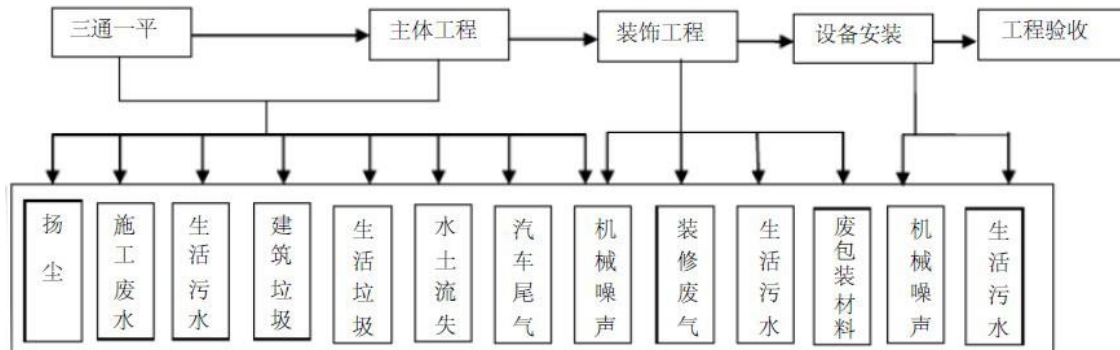 三通一平
主体工程
装饰工程
设备安装
工程验收
扬尘
施工废水
生活污水
建筑垃圾
生活垃圾
水土流失
汽车尾气
机械噪声
装修废气
生活污水
废包装材料
机械噪声
生活污水